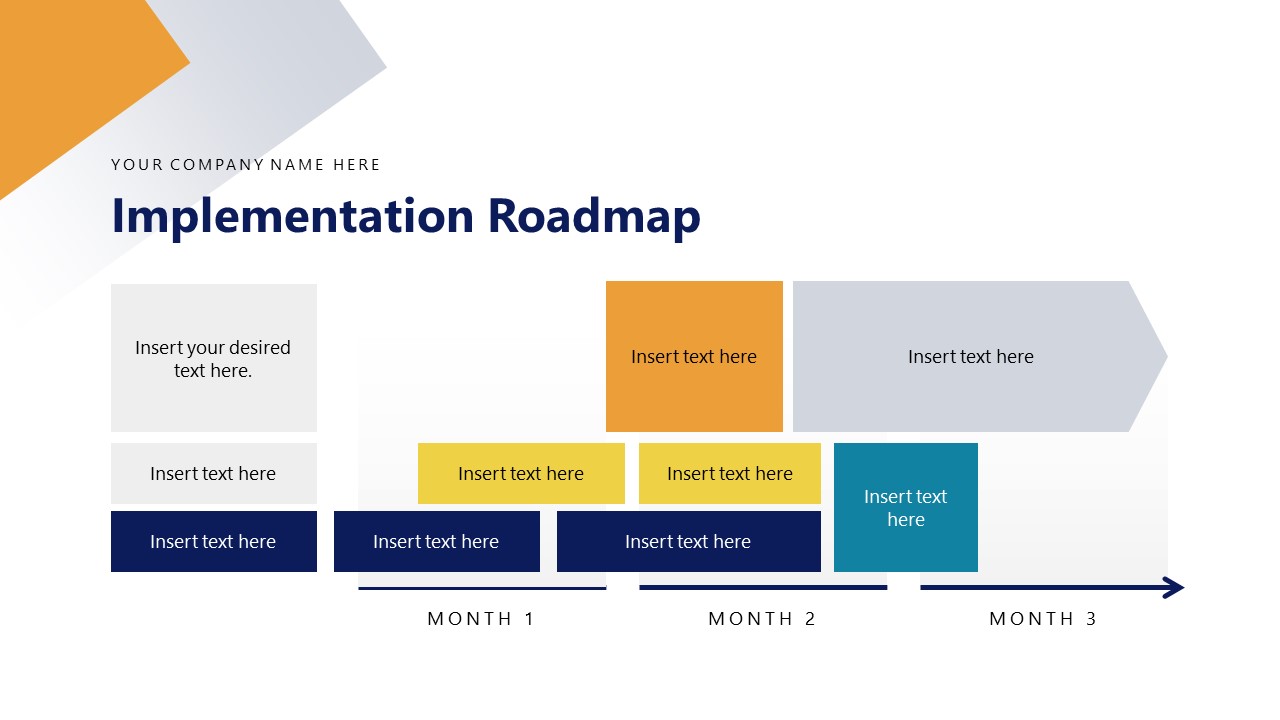 YOUR COMPANY NAME HERE
Implementation Roadmap
Insert your desired
text here.
Insert text here
Insert text here
Insert text here
Insert text here
Insert text
here
Insert text here
Insert text here
Insert text here
Insert text here
MONTH 1
MONTH 2
MONTH 3